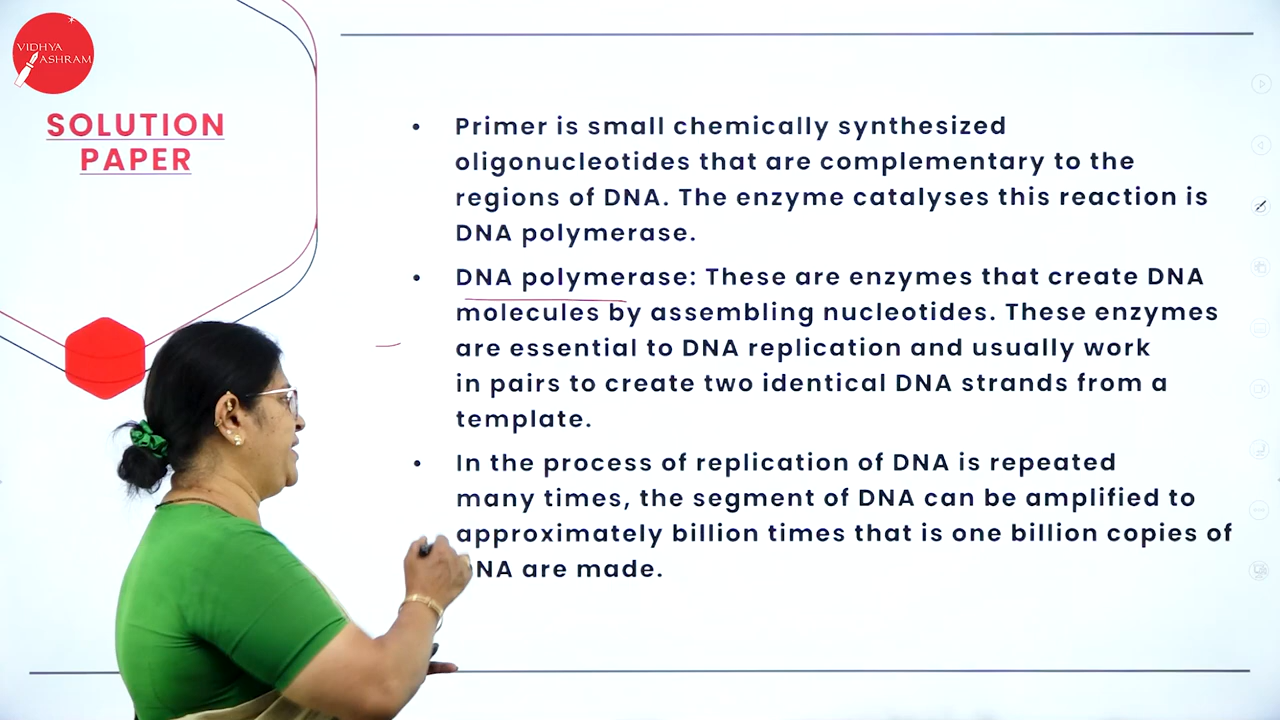 VIDHYA
ASHRAM
SOLUTION
PAPER
• Primer is small chemically synthesized
oligonucleotides that are complementary to the
regions of DNA. The enzyme catalyses this reaction is
DNA polymerase.
• DNA polymerase: These are enzymes that create DNA
molecules by assembling nucleotides. These enzymes
are essential to DNA replication and usually work
in pairs to create two identical DNA strands from a
template.
• In the process of replication of DNA is repeated
many times, the segment of DNA can be amplified to
approximately billion times that is one billion copies of
DNA are made.